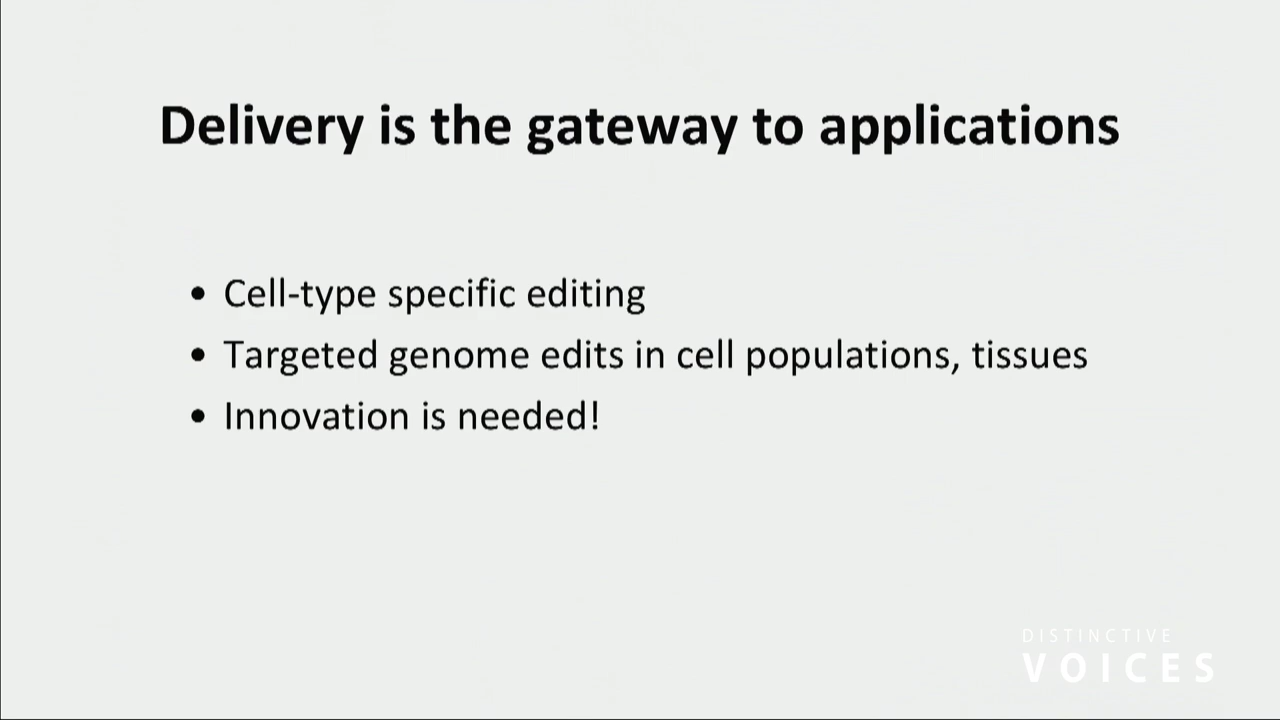 Delivery is the gateway to applications
• Cell-type specific editing
• Targeted genome edits in cell populations, tissues
• Innovation is needed!
DISTINCTIVE
VOICES